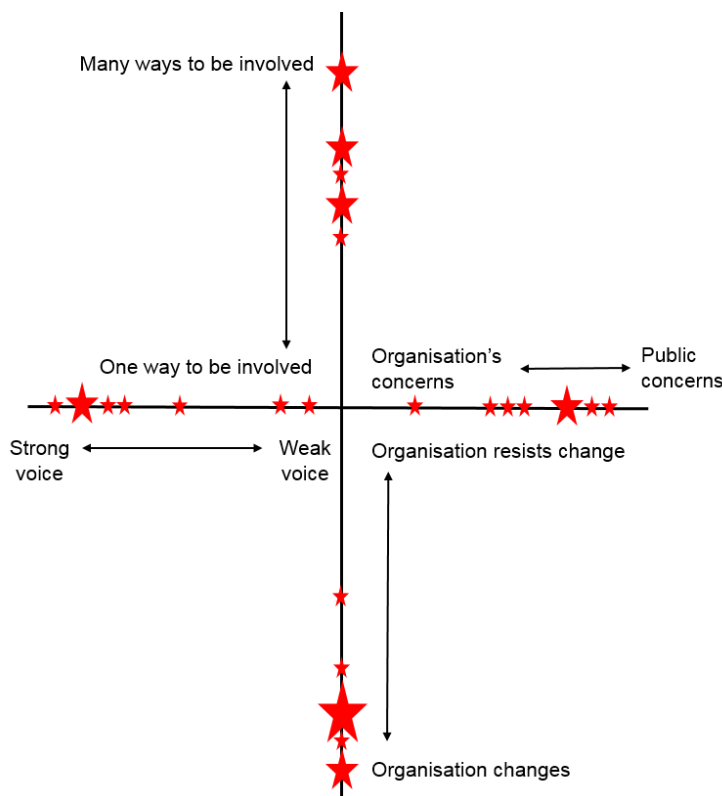 Many ways to be involved
One way to be involved
Organisation's
concerns
Public
concerns
Strong
voice
Weak
voice
Organisation resists change
Organisation changes